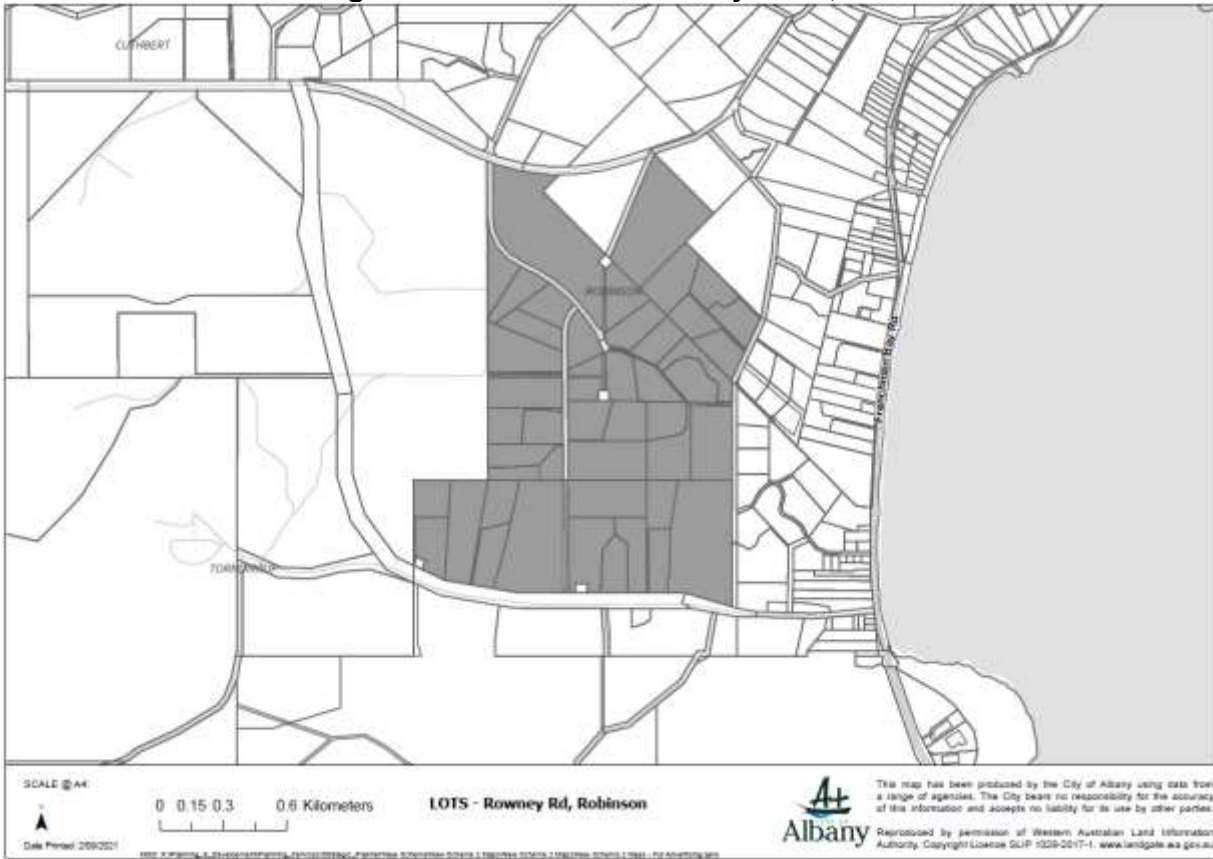 CUTHBERT
ROBINSON
Frenchman Bay Rd
SCALE @ A4:
0 0.15 0.3 0.6 Kilometers
LOTS - Rowney Rd, Robinson
Albany
This map has been produced by the City of Albany using data from
a range of agencies. The City bears no responsibility for the accuracy
of this information and accepts no liability for its use by other parties.
Reproduced by permission of Western Australian Land Information
Authority, Copyright Licence SLIP 1029-2017-1. www.landgate.wa.gov.au
Date Printed: